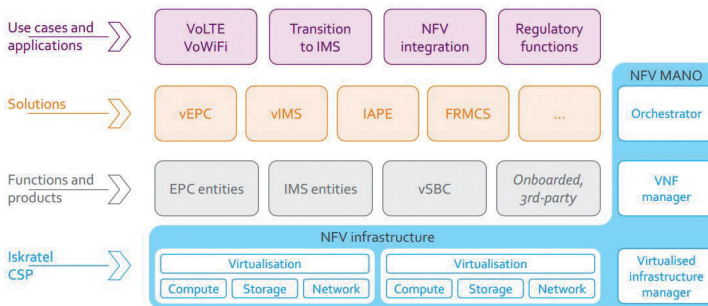 Use cases and
applications
VoLTE
VoWiFi
Transition
to IMS
NFV
integration
Regulatory
functions
NFV MANO
Solutions
vEPC
vIMS
IAPE
FRMCS
...
Orchestrator
Functions and
products
EPC entities
IMS entities
vSBC
Onboarded,
3rd-party
VNF
manager
NFV infrastructure
Iskratel
CSP
Virtualisation
Compute
Storage
Network
Virtualisation
Compute
Storage
Network
Virtualised
infrastructure
manager